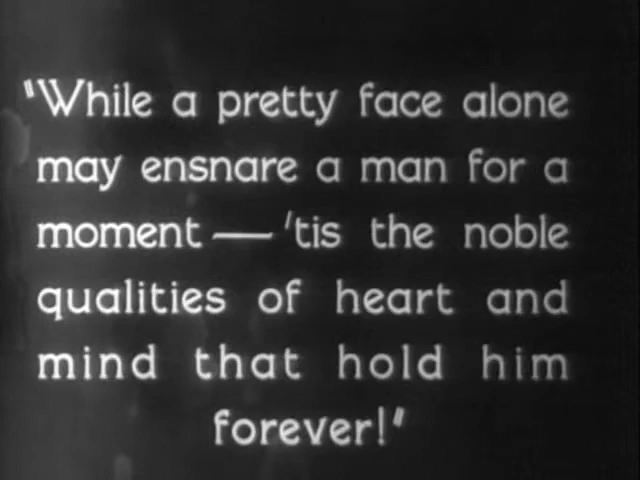 "While a pretty face alone
may ensnare a man for a
moment — 'tis the noble
qualities of heart and
mind that hold him
forever!"